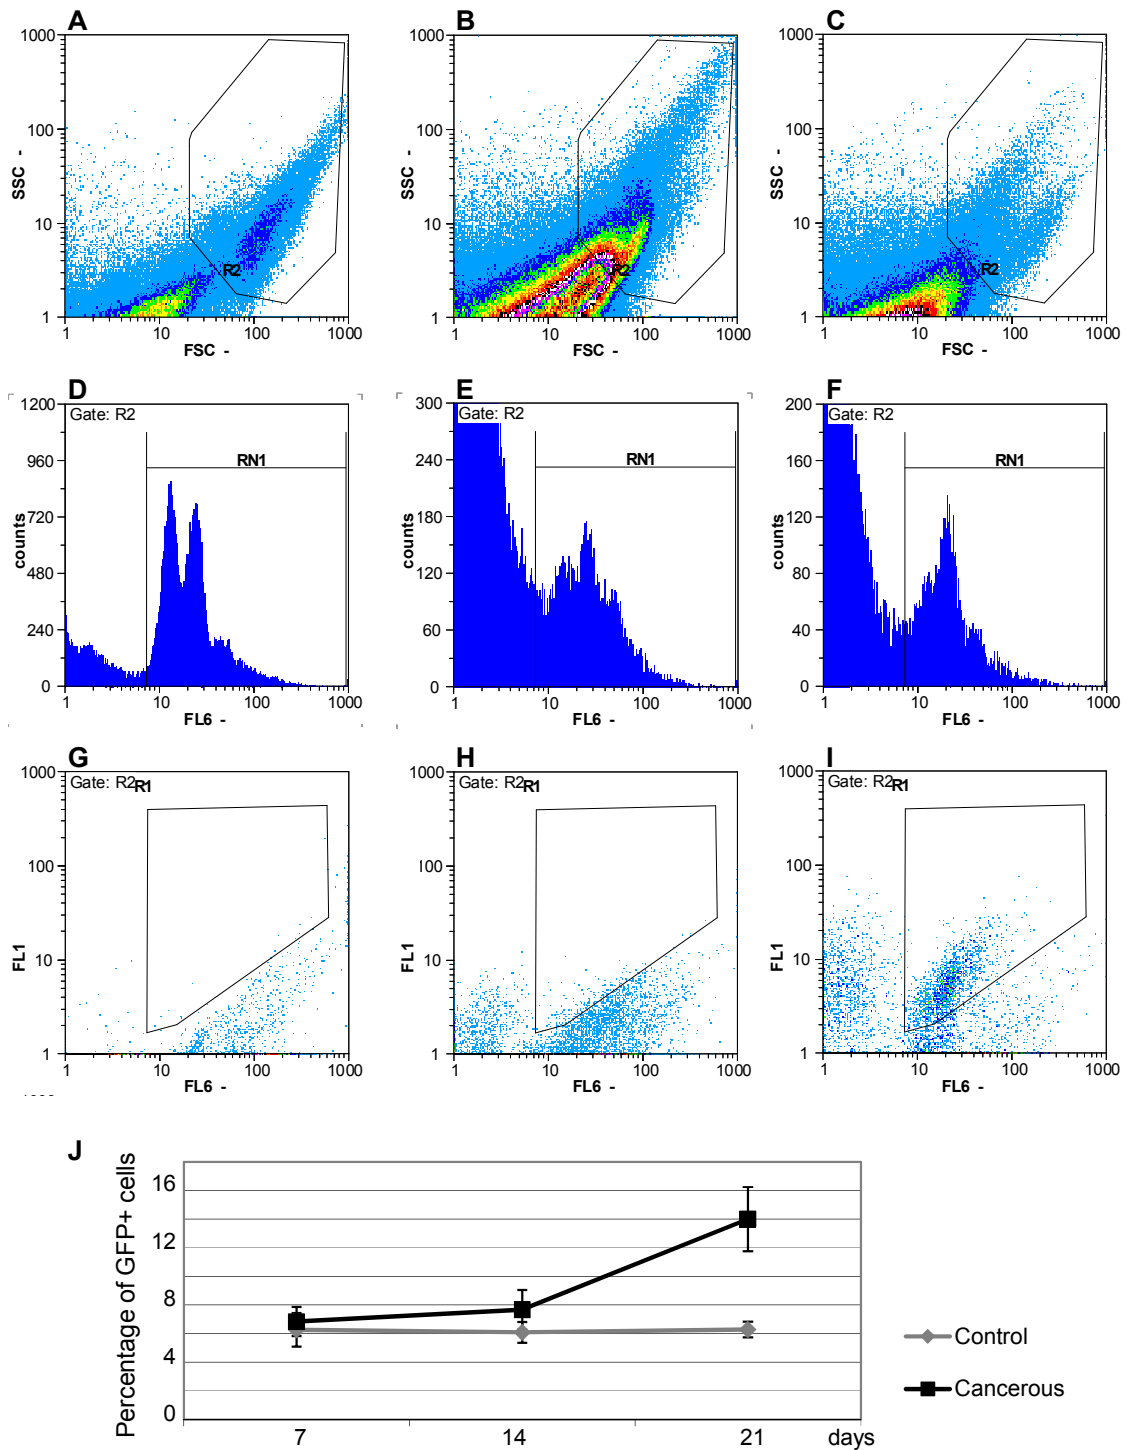 A
B
C
1000
100
10
1
SSC -
R2
1 10 100 1000
FSC -
1000
100
10
1
SSC -
R2
1 10 100 1000
FSC -
1000
100
10
1
SSC -
R2
1 10 100 1000
FSC -
D
E
F
Gate: R2
1200
960
720
480
240
0
counts
RN1
1 10 100 1000
FL6 -
Gate: R2
300
240
180
120
60
0
counts
RN1
1 10 100 1000
FL6 -
Gate: R2
200
160
120
80
40
0
counts
RN1
1 10 100 1000
FL6 -
G
H
I
Gate: R2
R1
1000
100
10
1
FL1
1 10 100 1000
FL6 -
Gate: R2
R1
1000
100
10
1
FL1
1 10 100 1000
FL6 -
Gate: R2
R1
1000
100
10
1
FL1
1 10 100 1000
FL6 -
J
Percentage of GFP+ cells
16
12
8
4
0
7 14 21 days
Control
Cancerous